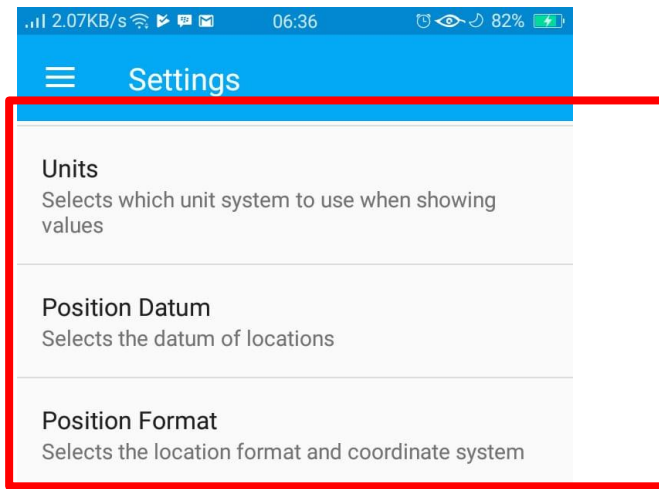 2.07KB/s 06:36 82%
Settings
Units
Selects which unit system to use when showing
values
Position Datum
Selects the datum of locations
Position Format
Selects the location format and coordinate system